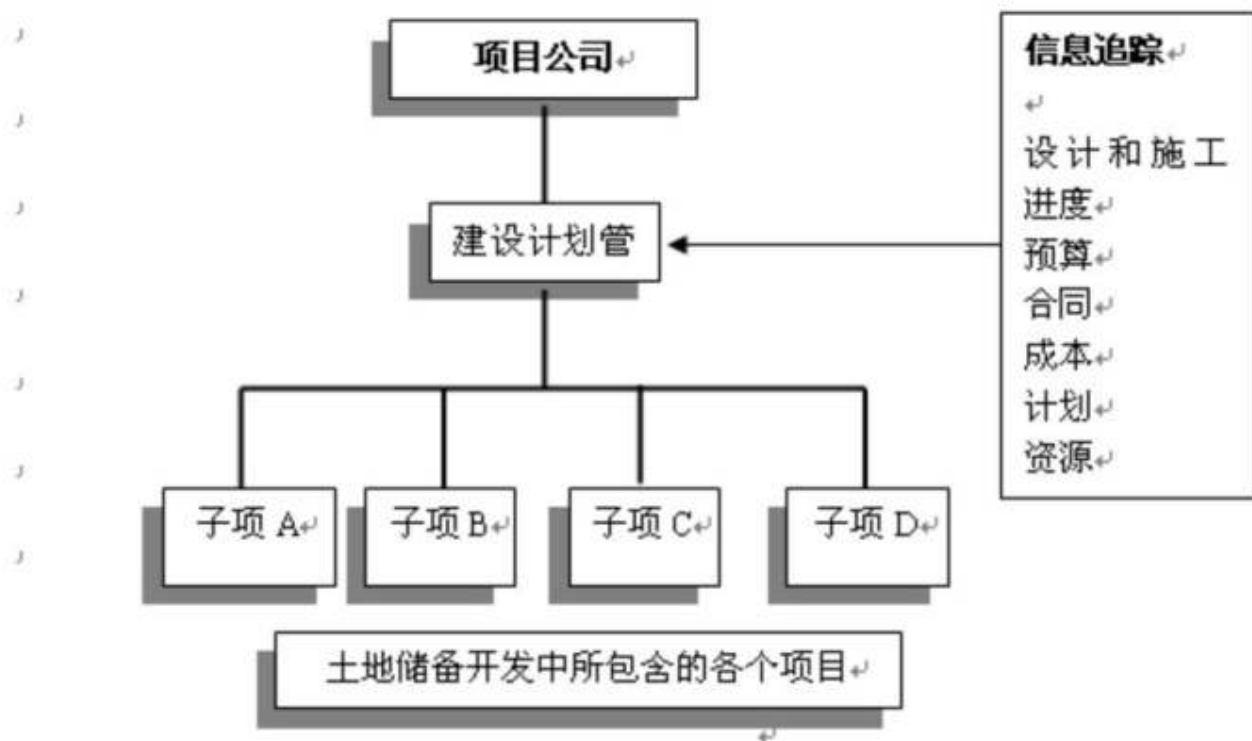 项目公司
建设计划管
子项 A
子项 B
子项 C
子项 D
土地储备开发中所包含的各个项目
信息追踪
设计和施工
进度
预算
合同
成本
计划
资源